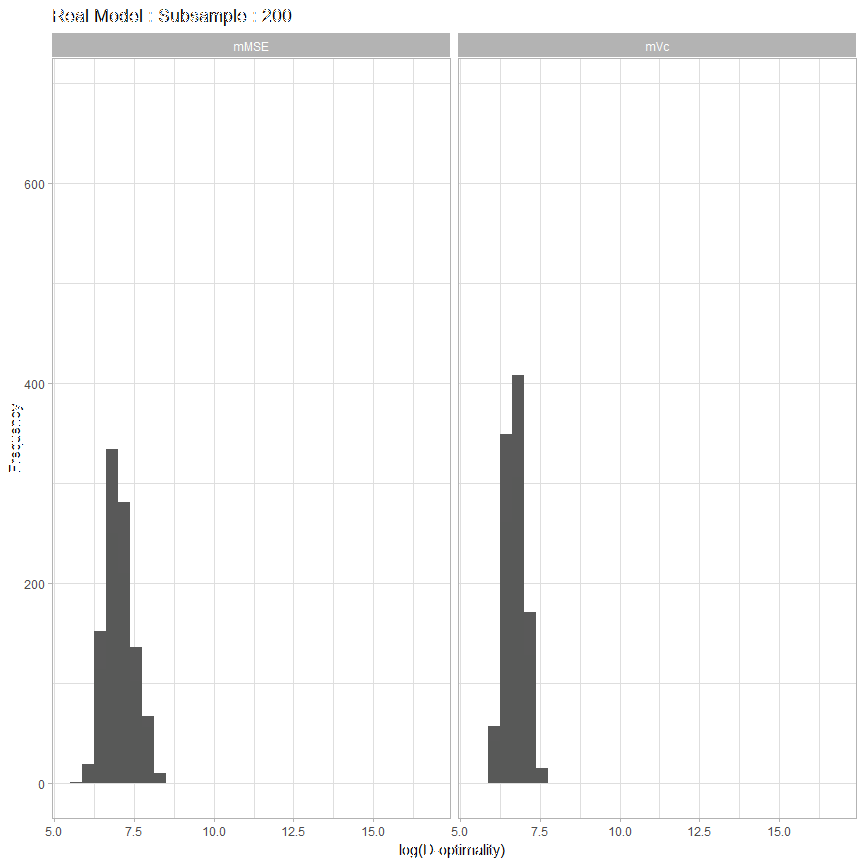 Real Model : Subsample : 200
mMSE mVc
600
400
200
0
Frequency
5.0 7.5 10.0 12.5 15.0 5.0 7.5 10.0 12.5 15.0
log(D-optimality)